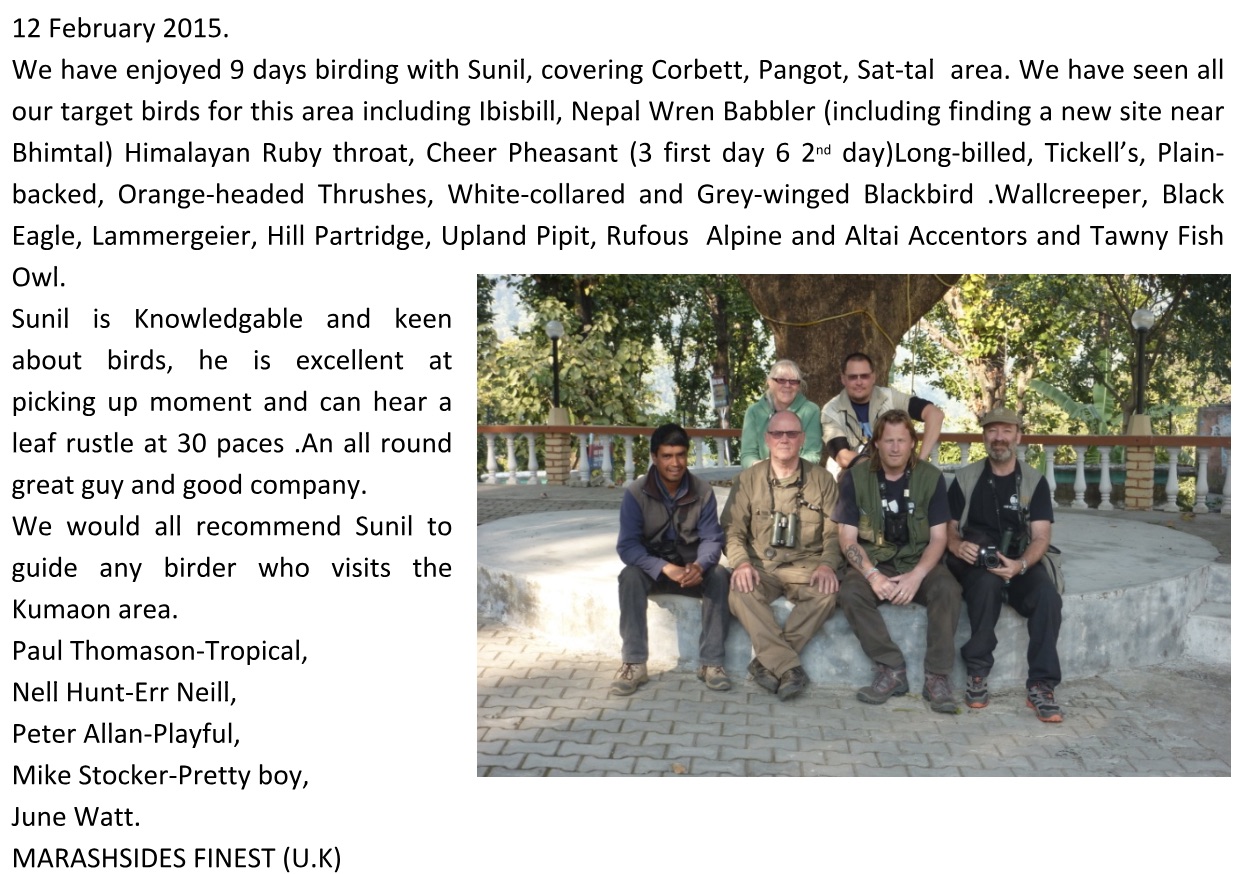 12 February 2015.
We have enjoyed 9 days birding with Sunil, covering Corbett, Pangot, Sat-tal  area. We have seen all
our target birds for this area including Ibisbill, Nepal Wren Babbler (including finding a new site near
Bhimtal) Himalayan Ruby throat, Cheer Pheasant (3 first day 6 2nd day)Long-billed, Tickell’s, Plain-
backed, Orange-headed Thrushes, White-collared and Grey-winged Blackbird .Wallcreeper, Black
Eagle, Lammergeier, Hill Partridge, Upland Pipit, Rufous  Alpine and Altai Accentors and Tawny Fish
Owl.
Sunil is Knowledgable and keen
about birds, he is excellent at
picking up moment and can hear a
leaf rustle at 30 paces .An all round
great guy and good company.
We would all recommend Sunil to
guide any birder who visits the
Kumaon area.
Paul Thomason-Tropical,
Nell Hunt-Err Neill,
Peter Allan-Playful,
Mike Stocker-Pretty boy,
June Watt.
MARASHSIDES FINEST (U.K)